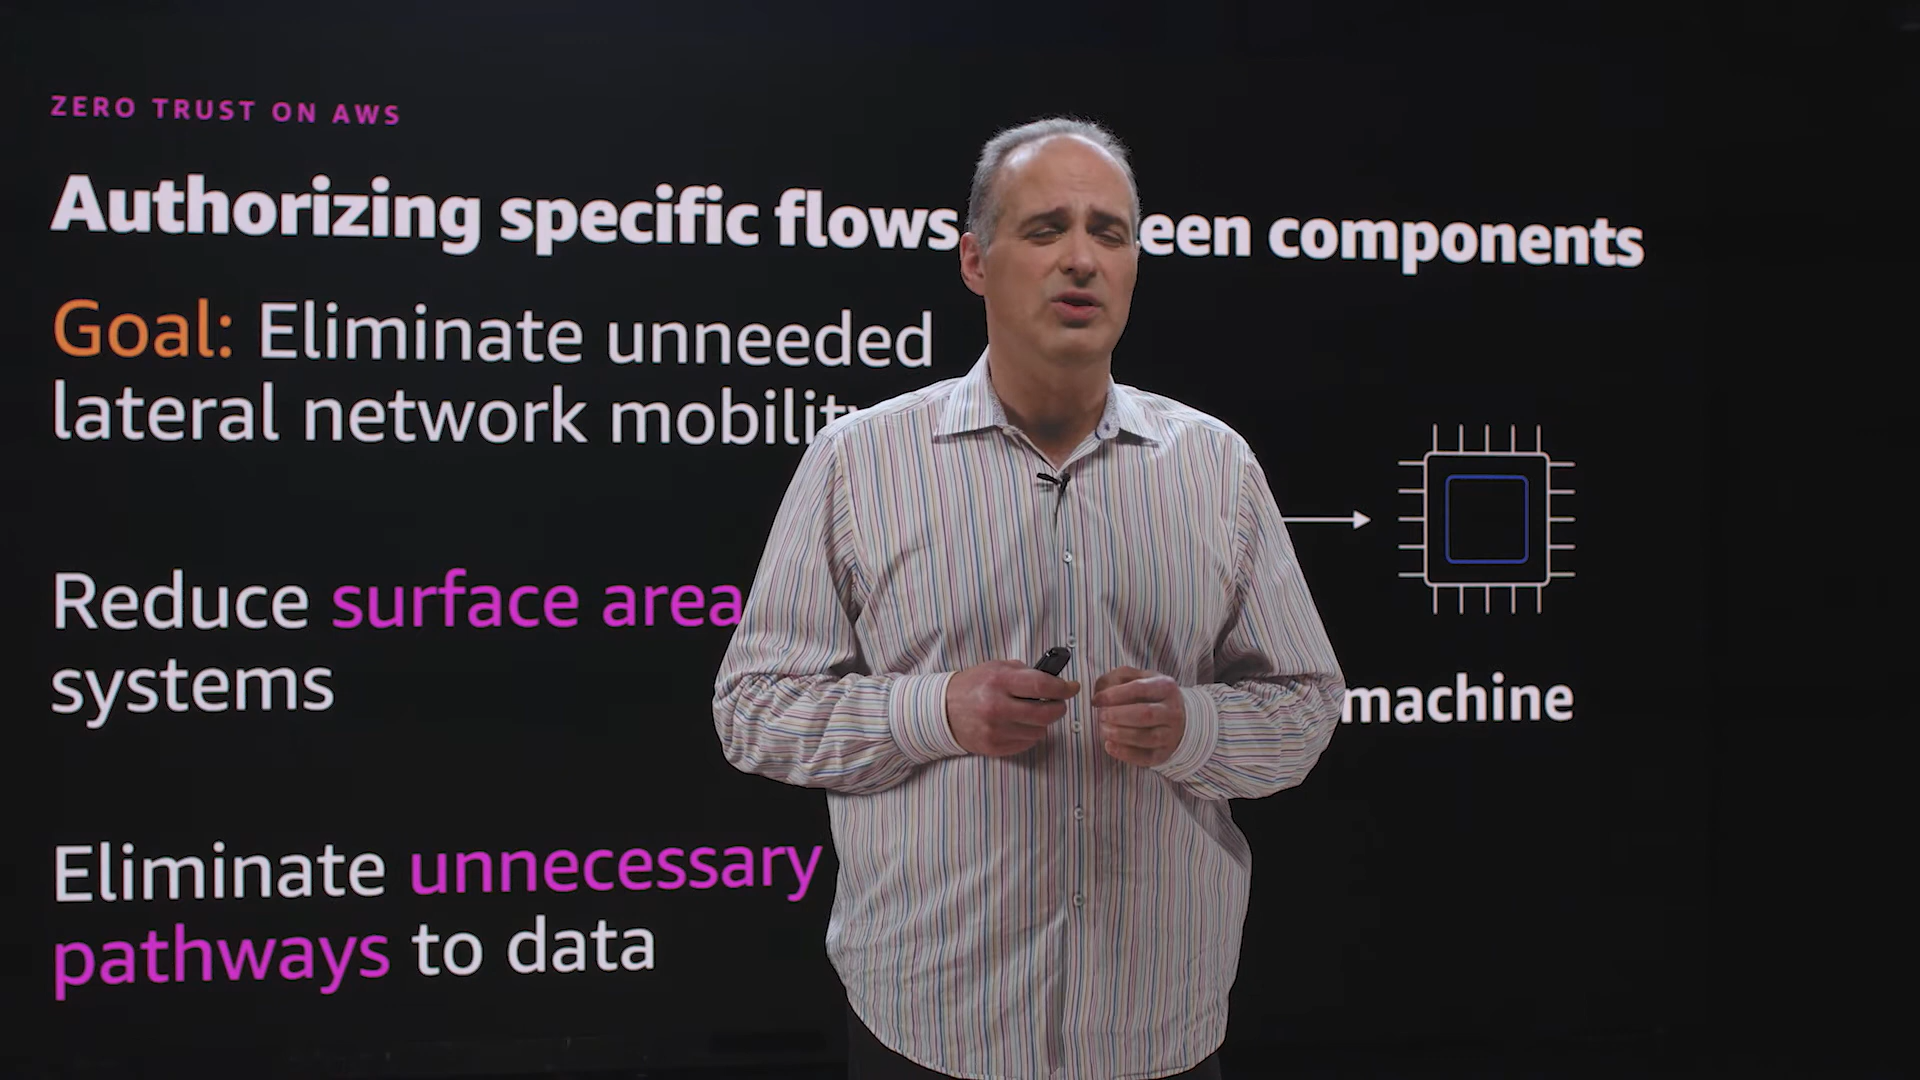 ZERO TRUST ON AWS
Authorizing specific flows een components
Goal: Eliminate unneeded
lateral network mobility
Reduce surface area
systems
machine
Eliminate unnecessary
pathways to data